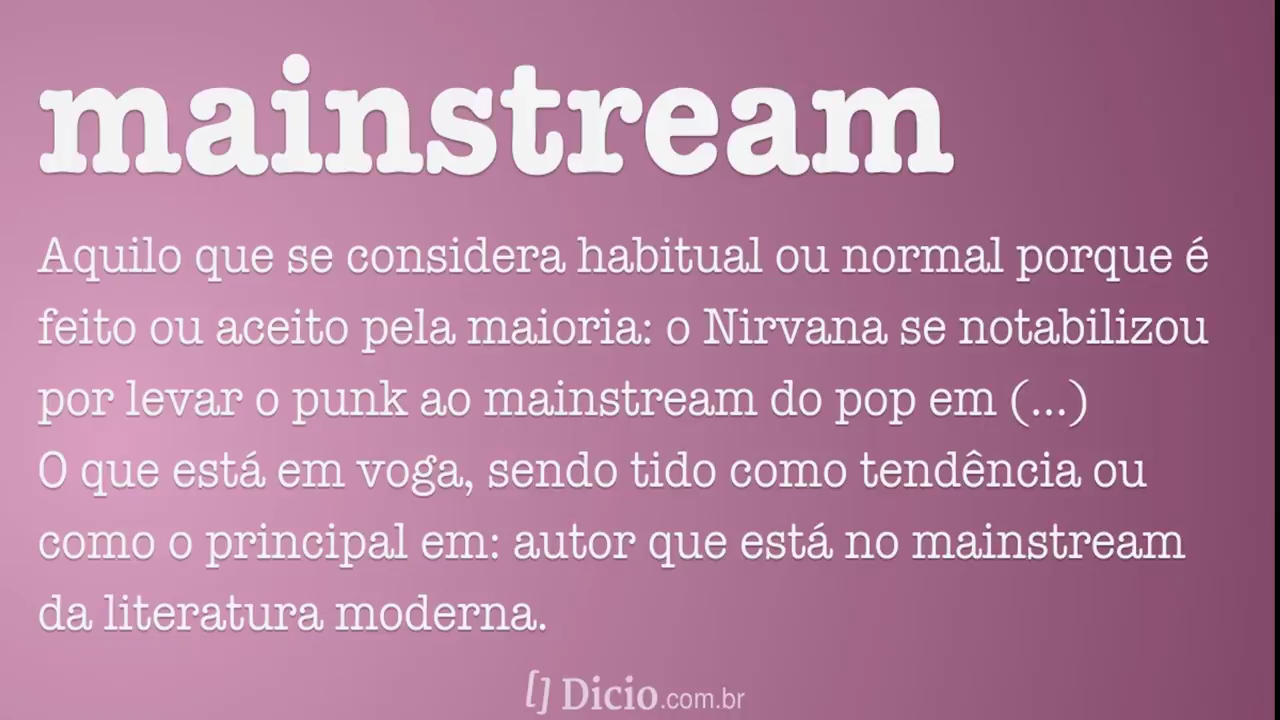 mainstream
Aquilo que se considera habitual ou normal porque é
feito ou aceito pela maioria: o Nirvana se notabilizou
por levar o punk ao mainstream do pop em (...)
O que está em voga, sendo tido como tendência ou
como o principal em: autor que está no mainstream
da literatura moderna.
[] Dicio.com.br